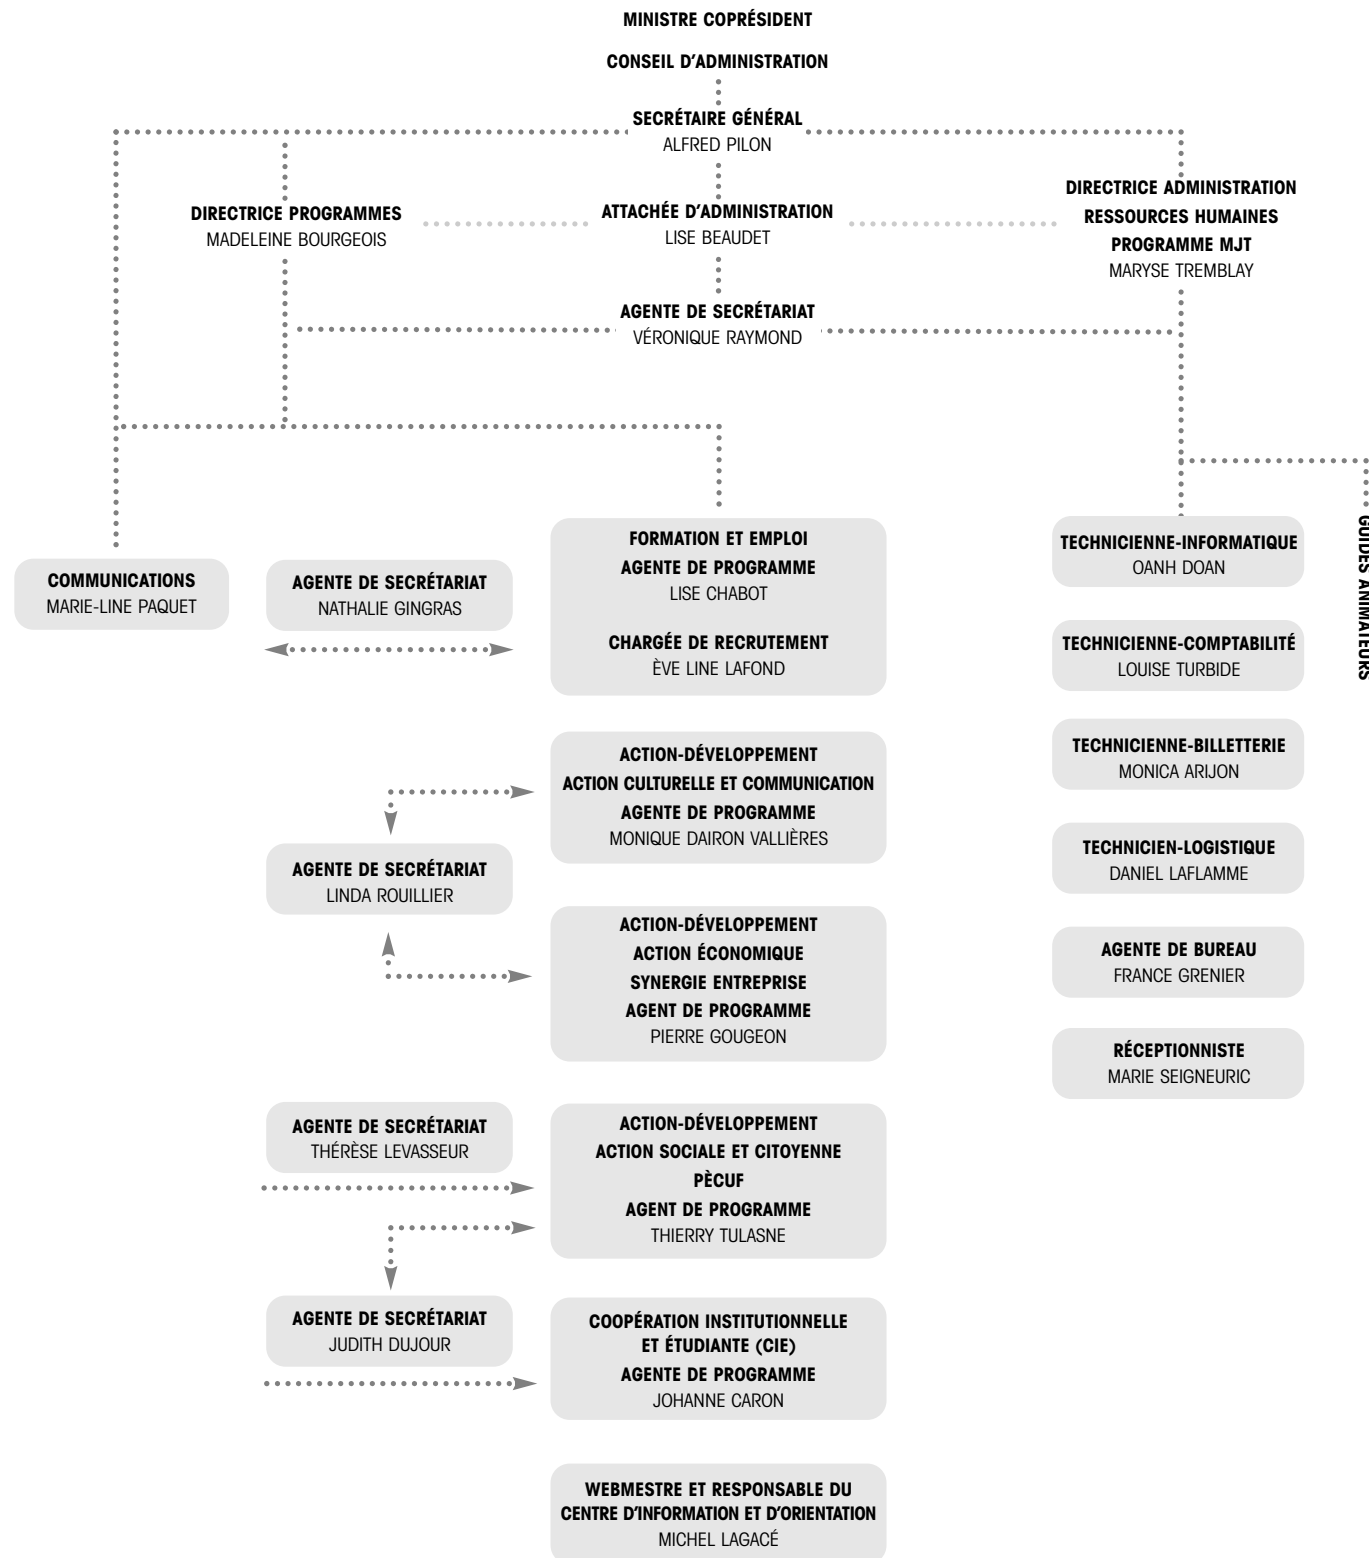 MINISTRE COPRÉSIDENT
CONSEIL D'ADMINISTRATION
SECRÉTAIRE GÉNÉRAL
ALFRED PILON
DIRECTRICE PROGRAMMES
MADELEINE BOURGEOIS
ATTACHÉE D'ADMINISTRATION
LISE BEAUDET
DIRECTRICE ADMINISTRATION
RESSOURCES HUMAINES
PROGRAMME MJT
MARYSE TREMBLAY
AGENTE DE SECRÉTARIAT
VÉRONIQUE RAYMOND
COMMUNICATIONS
MARIE-LINE PAQUET
AGENTE DE SECRÉTARIAT
NATHALIE GINGRAS
FORMATION ET EMPLOI
AGENTE DE PROGRAMME
LISE CHABOT
CHARGÉE DE RECRUTEMENT
ÈVE LINE LAFOND
ACTION-DÉVELOPPEMENT
ACTION CULTURELLE ET COMMUNICATION
AGENTE DE PROGRAMME
MONIQUE DAIRON VALLIÈRES
AGENTE DE SECRÉTARIAT
LINDA ROUILLIER
ACTION-DÉVELOPPEMENT
ACTION ÉCONOMIQUE
SYNERGIE ENTREPRISE
AGENT DE PROGRAMME
PIERRE GOUGEON
AGENTE DE SECRÉTARIAT
THÉRÈSE LEVASSEUR
ACTION-DÉVELOPPEMENT
ACTION SOCIALE ET CITOYENNE
PÈCUF
AGENT DE PROGRAMME
THIERRY TULASNE
AGENTE DE SECRÉTARIAT
JUDITH DUJOUR
COOPÉRATION INSTITUTIONNELLE
ET ÉTUDIANTE (CIE)
AGENTE DE PROGRAMME
JOHANNE CARON
WEBMESTRE ET RESPONSABLE DU
CENTRE D'INFORMATION ET D'ORIENTATION
MICHEL LAGACÉ
TECHNICIENNE-INFORMATIQUE
OANH DOAN
TECHNICIENNE-COMPTABILITÉ
LOUISE TURBIDE
TECHNICIENNE-BILLETTERIE
MONICA ARIJON
TECHNICIEN-LOGISTIQUE
DANIEL LAFLAMME
AGENTE DE BUREAU
FRANCE GRENIER
RÉCEPTIONNISTE
MARIE SEIGNEURIC
GUIDES ANIMATEURS